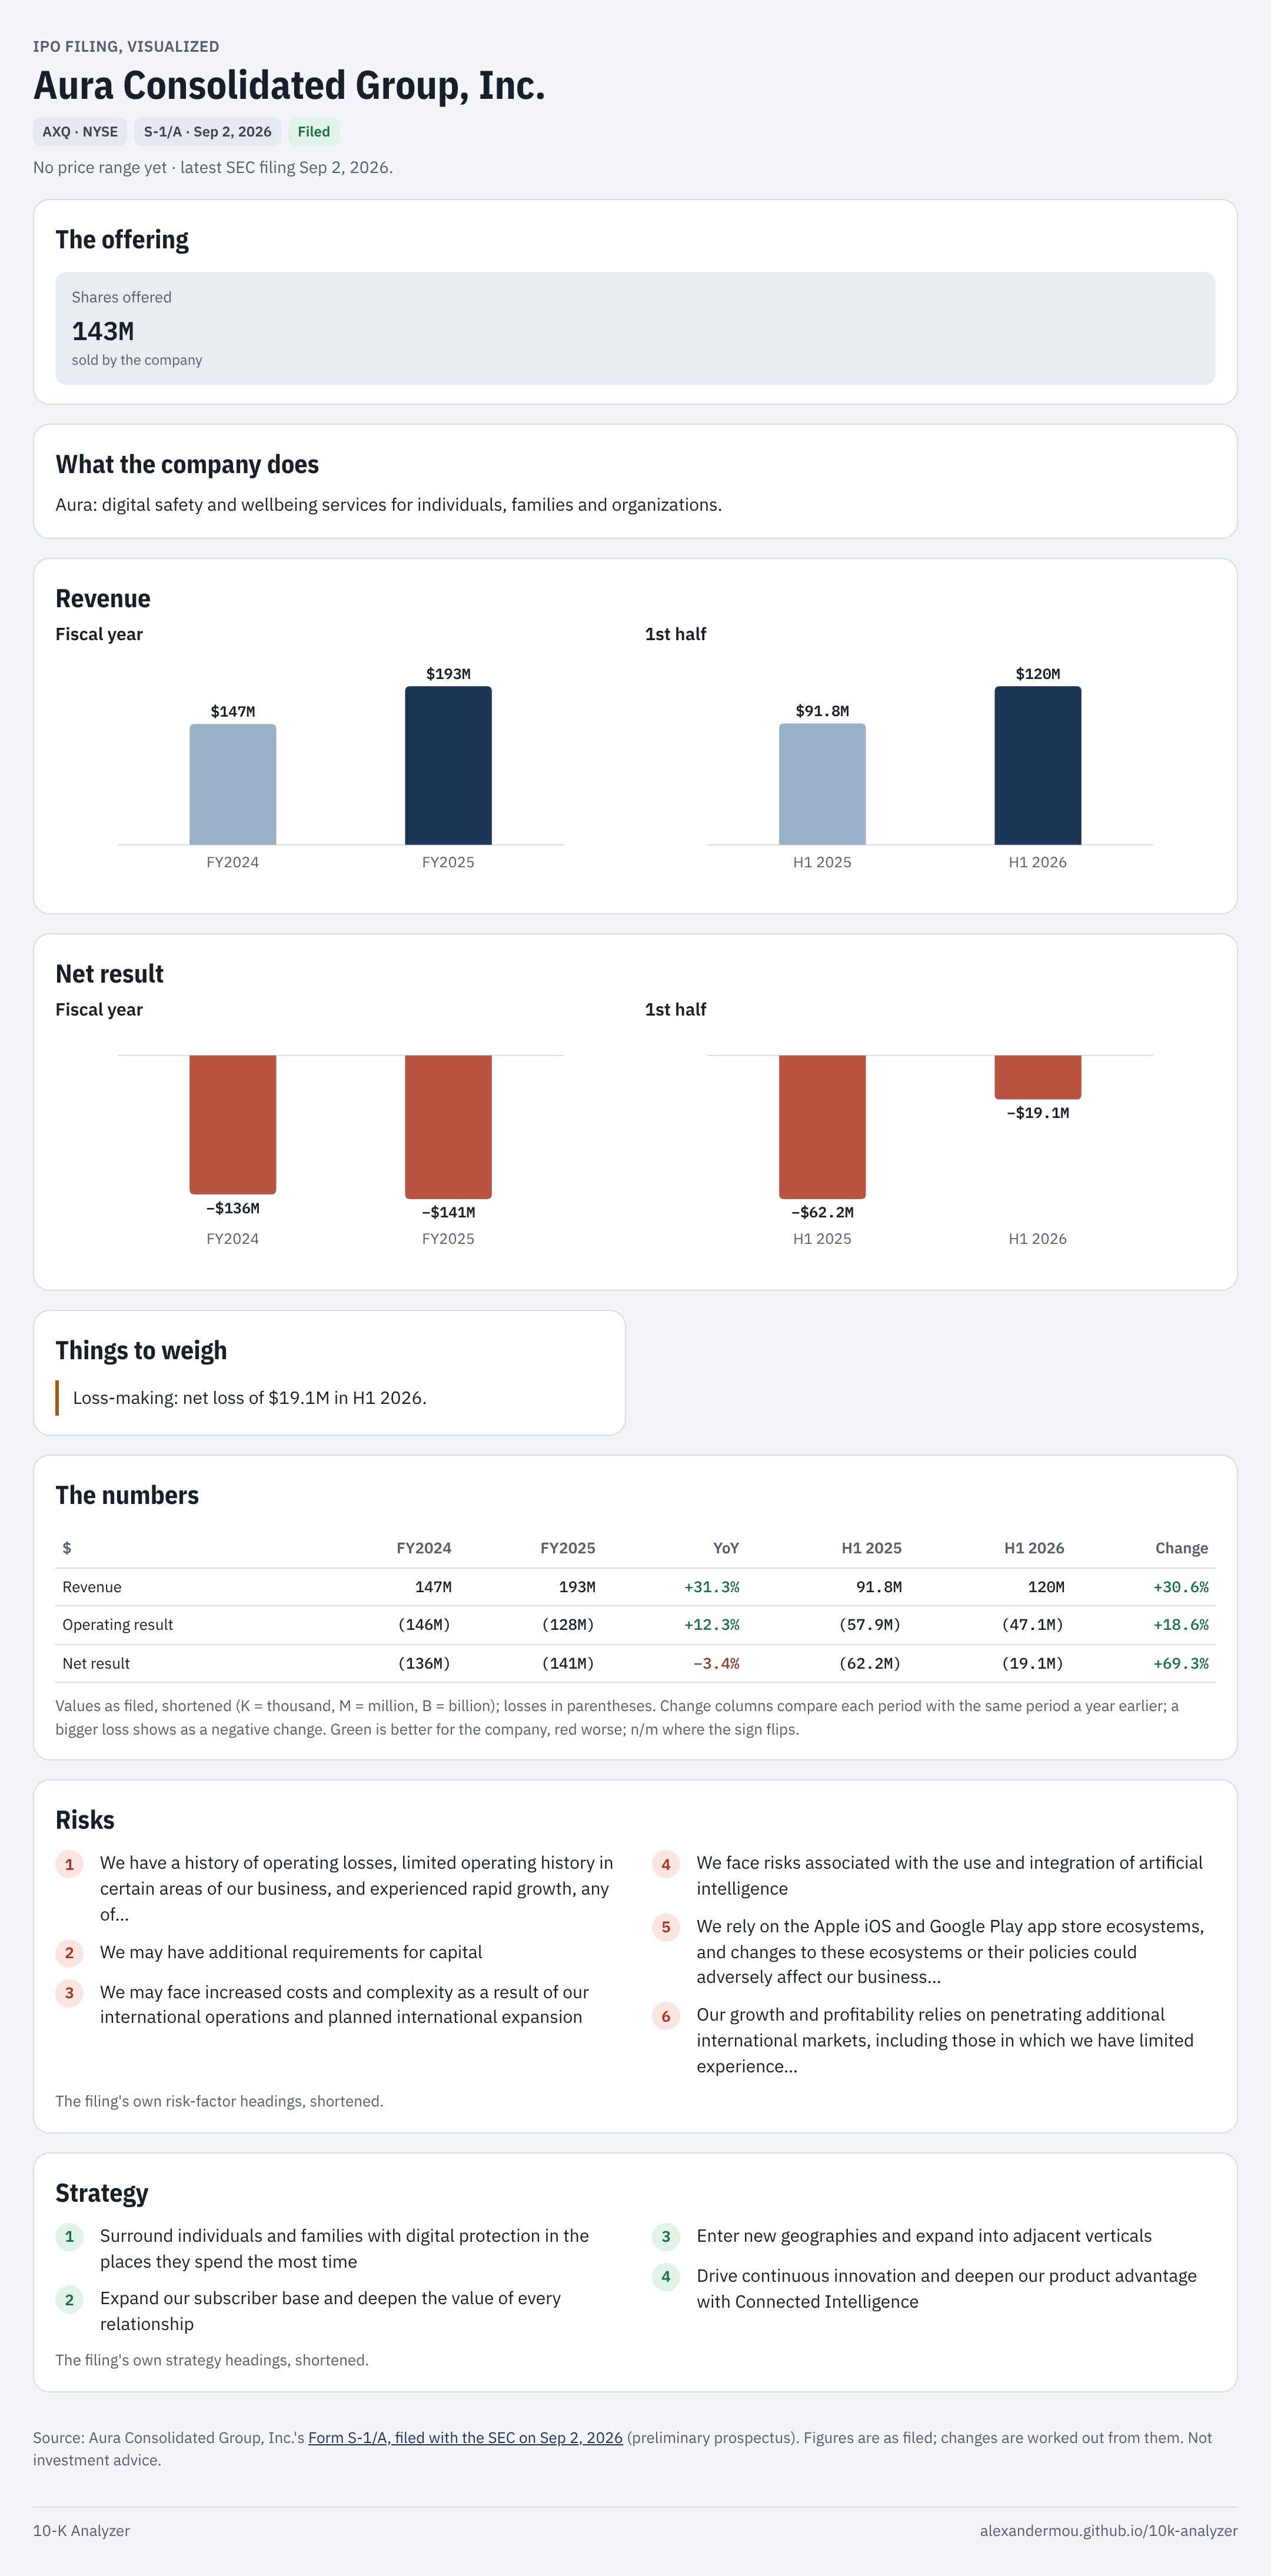 IPO FILING, VISUALIZED
Aura Consolidated Group, Inc.
AXQ · NYSE
S-1/A · Sep 2, 2026
Filed
No price range yet · latest SEC filing Sep 2, 2026.
The offering
Shares offered
143M
sold by the company
What the company does
Aura: digital safety and wellbeing services for individuals, families and organizations.
Revenue
Fiscal year
$147M
$193M
FY2024
FY2025
1st half
$91.8M
$120M
H1 2025
H1 2026
Net result
Fiscal year
−$136M
−$141M
FY2024
FY2025
1st half
−$62.2M
−$19.1M
H1 2025
H1 2026
Things to weigh
Loss-making: net loss of $19.1M in H1 2026.
The numbers
$ FY2024 FY2025 YoY H1 2025 H1 2026 Change
Revenue 147M 193M +31.3% 91.8M 120M +30.6%
Operating result (146M) (128M) +12.3% (57.9M) (47.1M) +18.6%
Net result (136M) (141M) −3.4% (62.2M) (19.1M) +69.3%
Values as filed, shortened (K = thousand, M = million, B = billion); losses in parentheses. Change columns compare each period with the same period a year earlier; a
bigger loss shows as a negative change. Green is better for the company, red worse; n/m where the sign flips.
Risks
1 We have a history of operating losses, limited operating history in
certain areas of our business, and experienced rapid growth, any
of…
2 We may have additional requirements for capital
3 We may face increased costs and complexity as a result of our
international operations and planned international expansion
4 We face risks associated with the use and integration of artificial
intelligence
5 We rely on the Apple iOS and Google Play app store ecosystems,
and changes to these ecosystems or their policies could
adversely affect our business…
6 Our growth and profitability relies on penetrating additional
international markets, including those in which we have limited
experience…
The filing's own risk-factor headings, shortened.
Strategy
1 Surround individuals and families with digital protection in the
places they spend the most time
2 Expand our subscriber base and deepen the value of every
relationship
3 Enter new geographies and expand into adjacent verticals
4 Drive continuous innovation and deepen our product advantage
with Connected Intelligence
The filing's own strategy headings, shortened.
Source: Aura Consolidated Group, Inc.'s Form S-1/A, filed with the SEC on Sep 2, 2026 (preliminary prospectus). Figures are as filed; changes are worked out from them. Not
investment advice.
10-K Analyzer
alexandermou.github.io/10k-analyzer